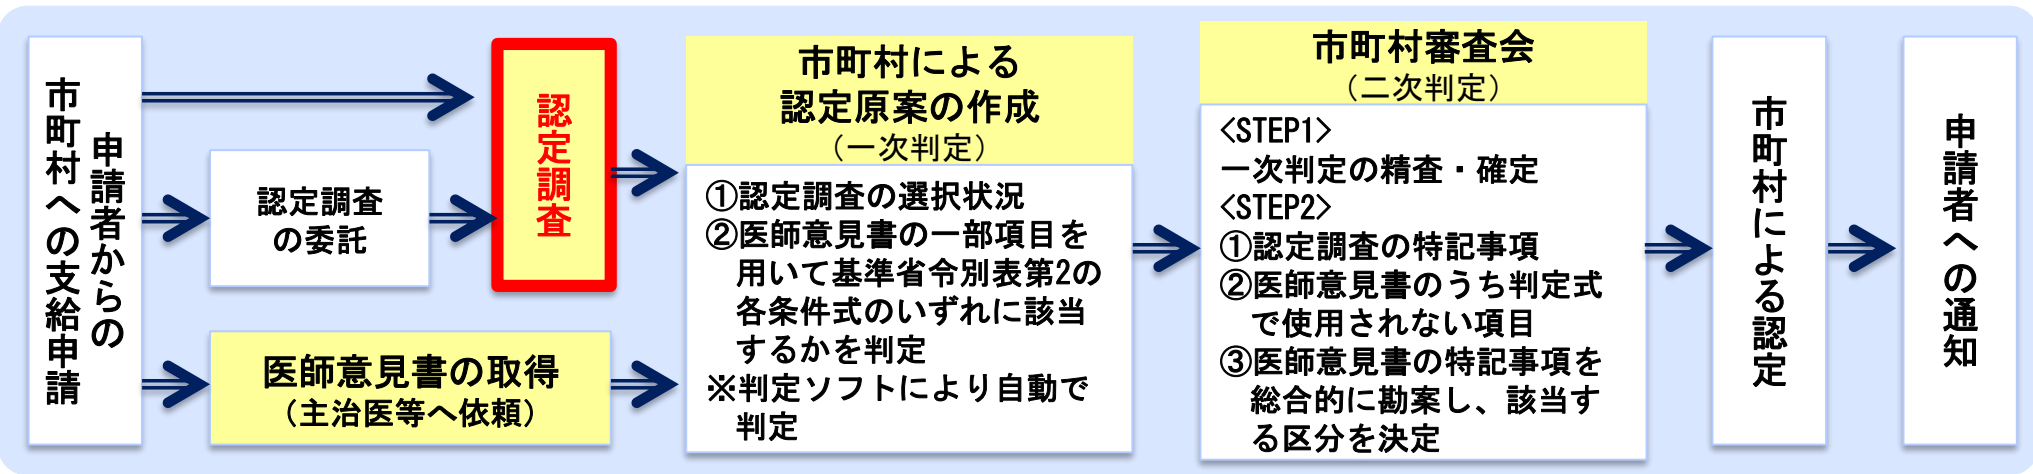 申請者からの
市町村への支給申請
認定調査
の委託
認定調査
医師意見書の取得
（主治医等へ依頼）
市町村による
認定原案の作成
（一次判定）
①認定調査の選択状況
②医師意見書の一部項目を
用いて基準省令別表第2の
各条件式のいずれに該当
するかを判定
※判定ソフトにより自動で
判定
市町村審査会
（二次判定）
<STEP1>
一次判定の精査・確定
<STEP2>
①認定調査の特記事項
②医師意見書のうち判定式
で使用されない項目
③医師意見書の特記事項を
総合的に勘案し、該当す
る区分を決定
市町村による認定
申請者への通知